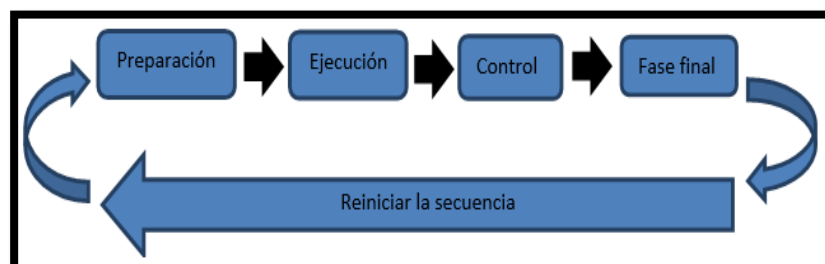 Preparación
Ejecución
Control
Fase final
Reiniciar la secuencia